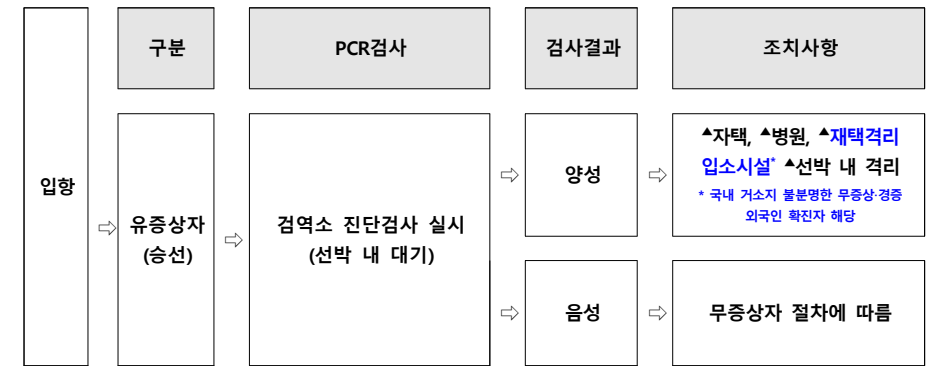 구분
PCR검사
검사결과
조치사항
입항
유증상자
(승선)
검역소 진단검사 실시
(선박 내 대기)
양성
▲자택, ▲병원, ▲재택격리
입소시설* ▲선박 내 격리
* 국내 거소지 불분명한 무증상·경증
외국인 확진자 해당
음성
무증상자 절차에 따름